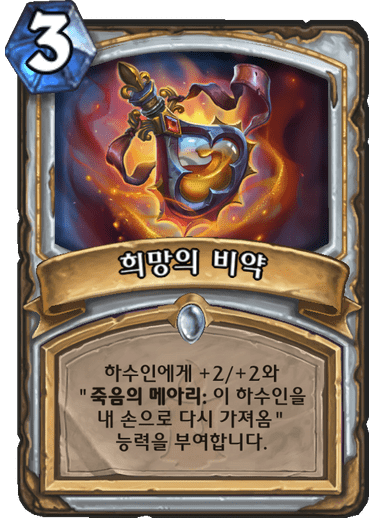 3
희망의 비약
하수인에게 +2/+2와
"죽음의 메아리: 이 하수인을
내 손으로 다시 가져옴"
능력을 부여합니다.